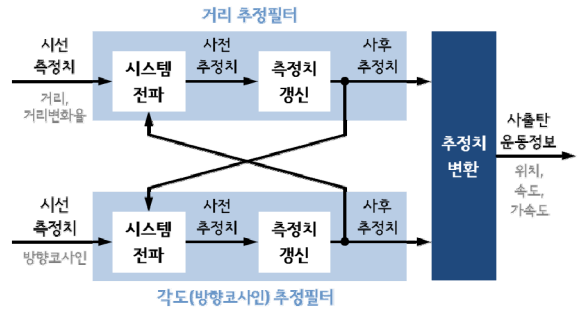 거리 추정필터
시선
측정치
거리,
거리변화율
시스템
전파
사전
추정치
측정치
갱신
사후
추정치
추정치
변환
사출탄
운동정보
위치,
속도,
가속도
시선
측정치
방향코사인
시스템
전파
사전
추정치
측정치
갱신
사후
추정치
각도(방향코사인) 추정필터